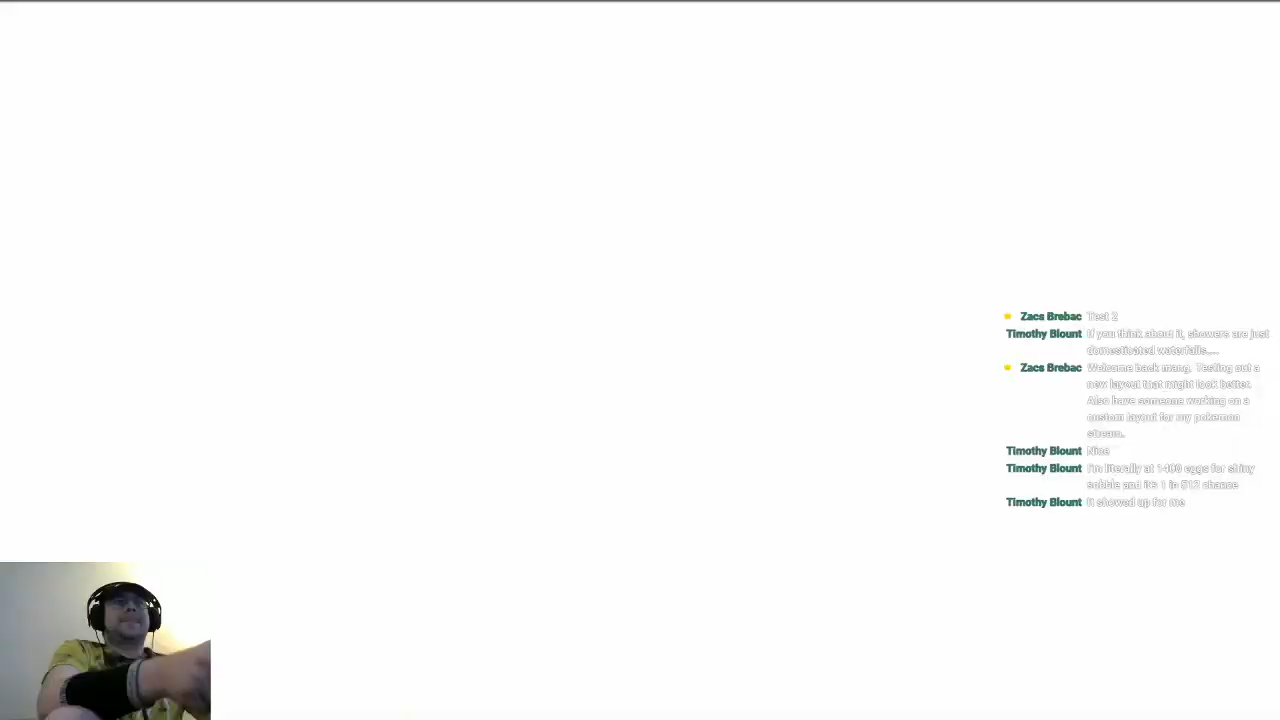 Zacs Brebac Test 2
Timothy Blount If you think about it, showers are just
domesticated waterfalls....
Zacs Brebac Welcome back mang. Testing out a
new layout that might look better.
Also have someone working on a
custom layout for my pokemon
stream.
Timothy Blount Nice
Timothy Blount I'm literally at 1400 eggs for shiny
sobble and it's 1 in 512 chance
Timothy Blount It showed up for me